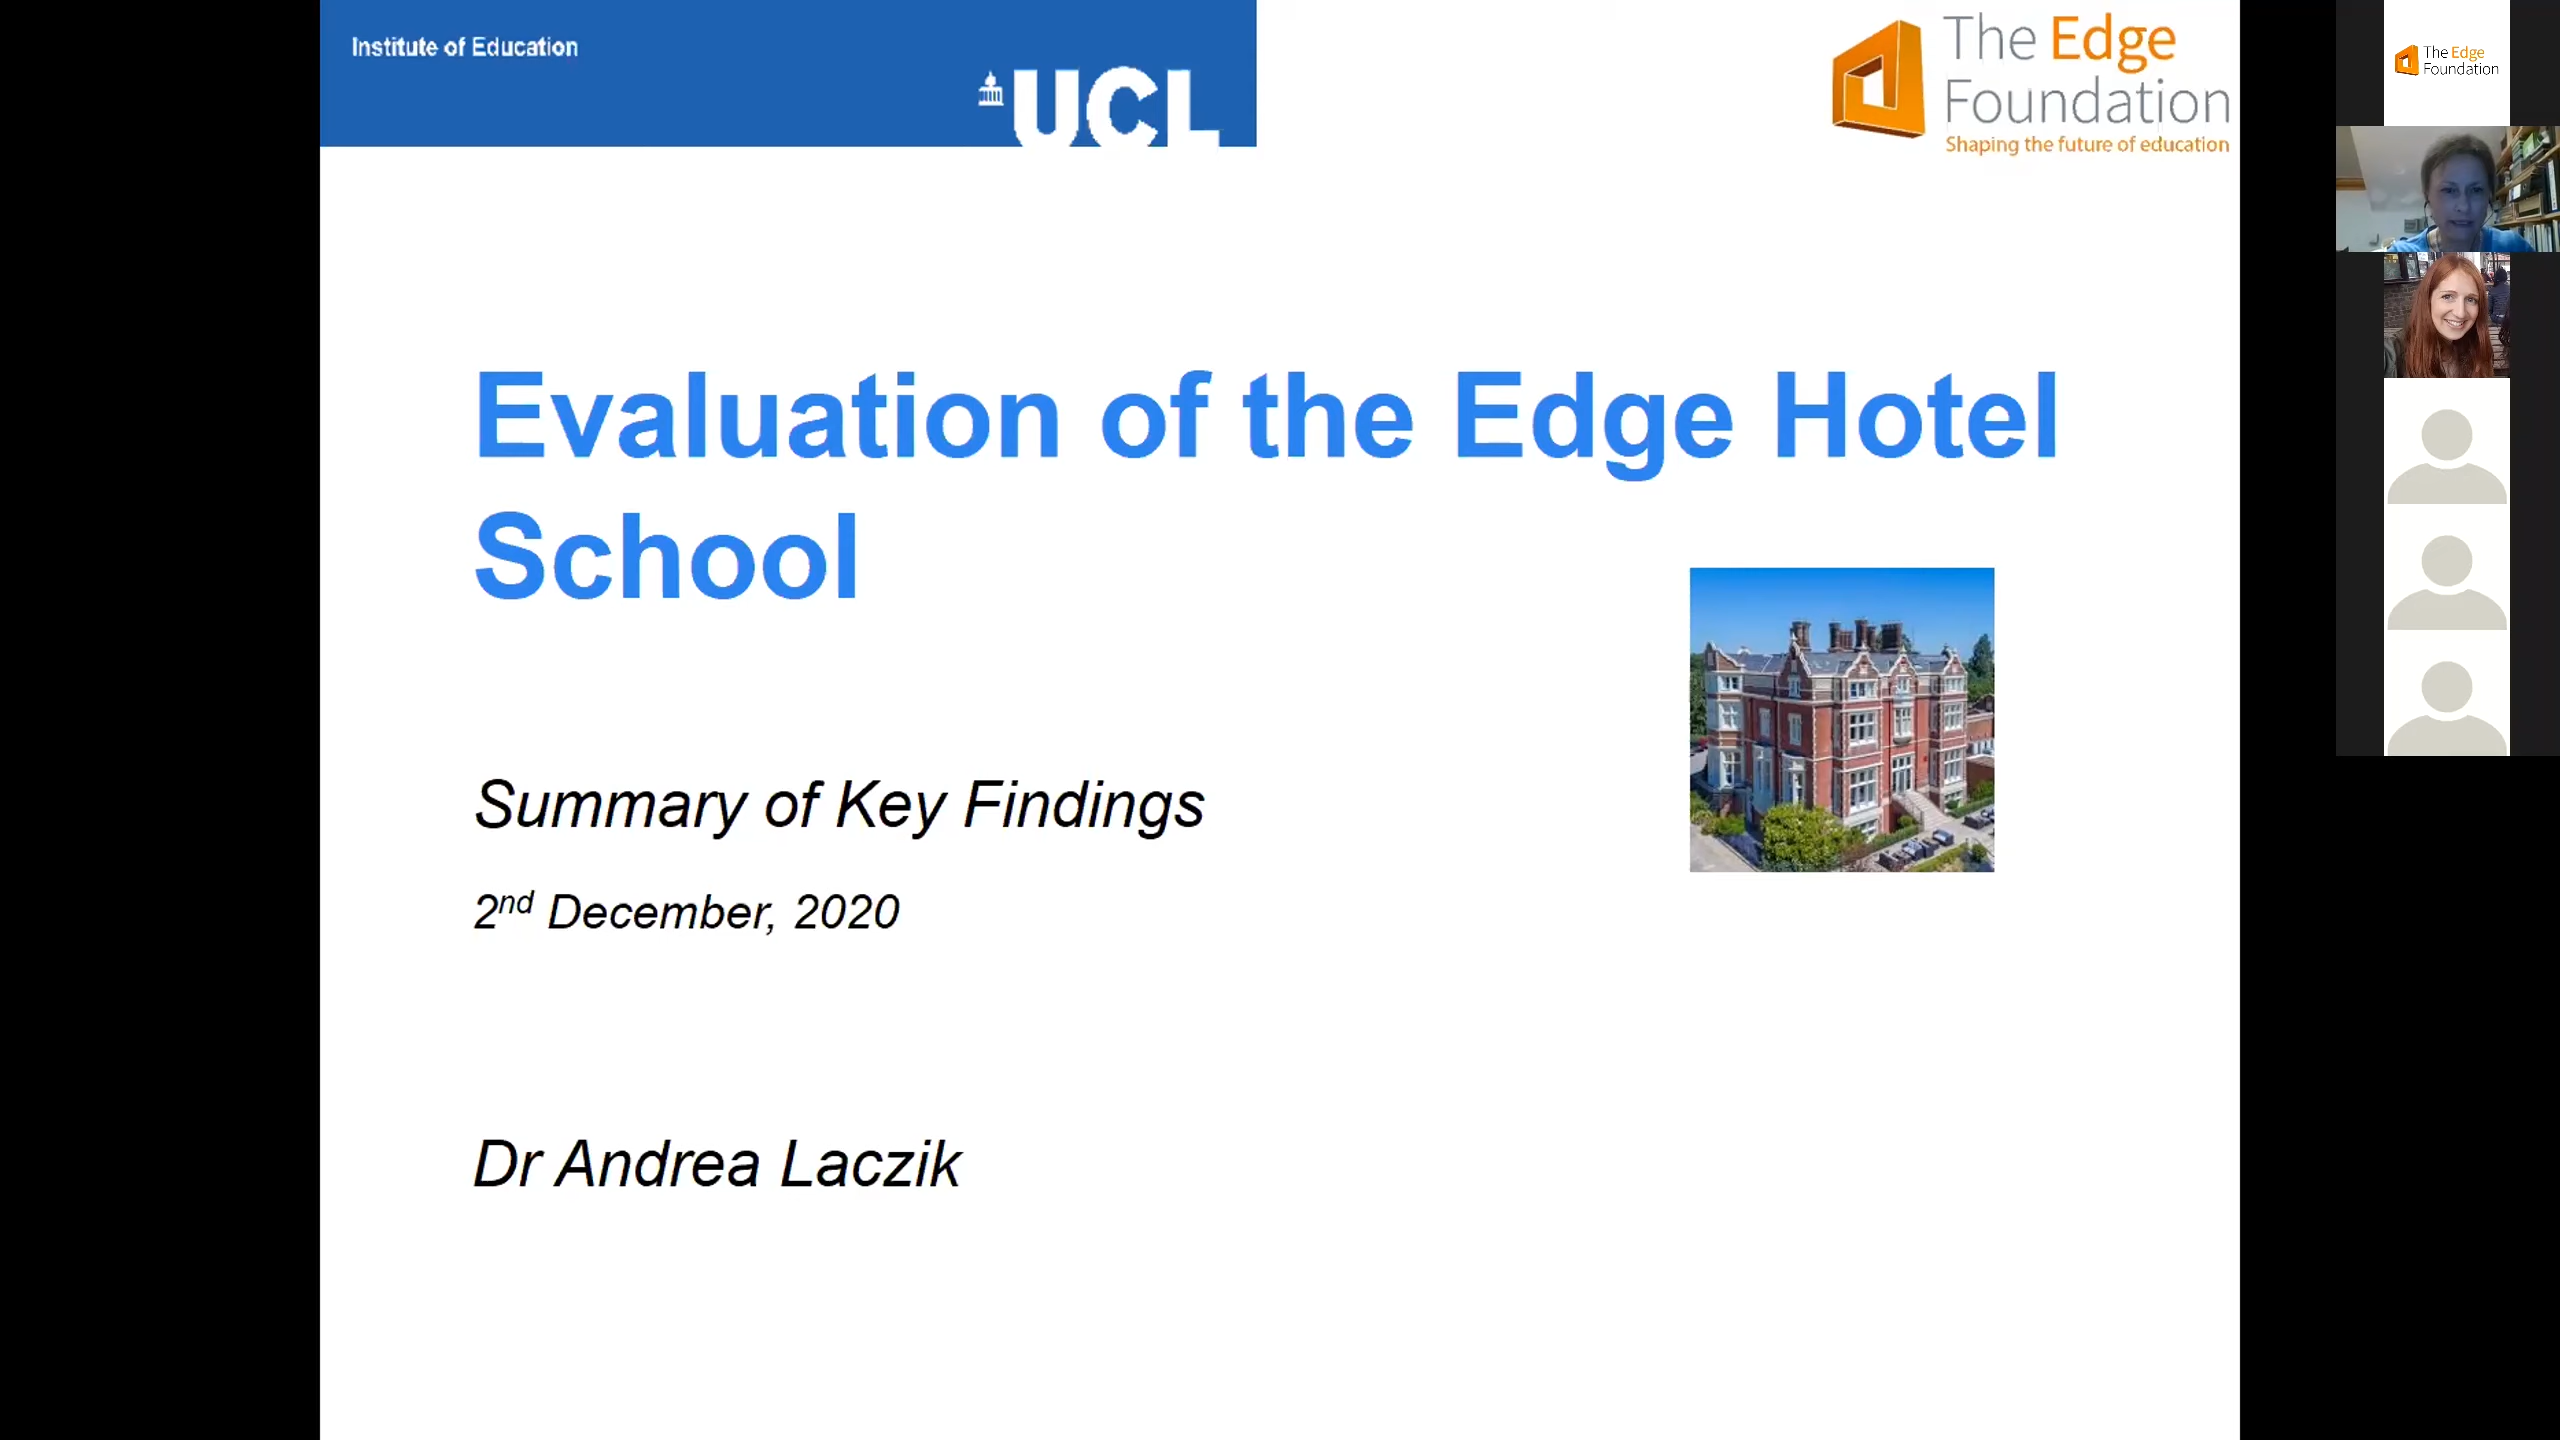 Institute of Education
UCL
The Edge
Foundation
Shaping the future of education
Evaluation of the Edge Hotel
School
Summary of Key Findings
2nd December, 2020
Dr Andrea Laczik
The Edge
Foundation